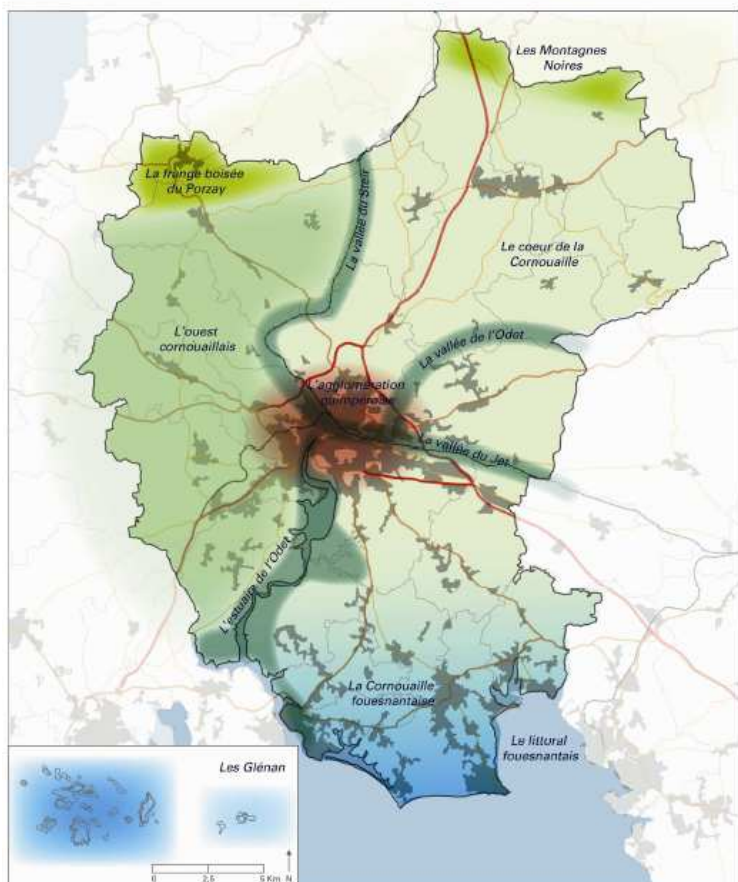 Les Montagnes
Noires
La frange boisée
du Porzay
La vallée du Steir
Le coeur de la
Cornouaille
L'ouest
cornouaillais
La vallée de l'Odet
L'agglomération
quimpéroise
La vallée du Jet
L'estuaire de l'Odet
La Cornouaille
fouesnantaise
Le littoral
fouesnantais
Les Glénan
0 2,5 5 Km N